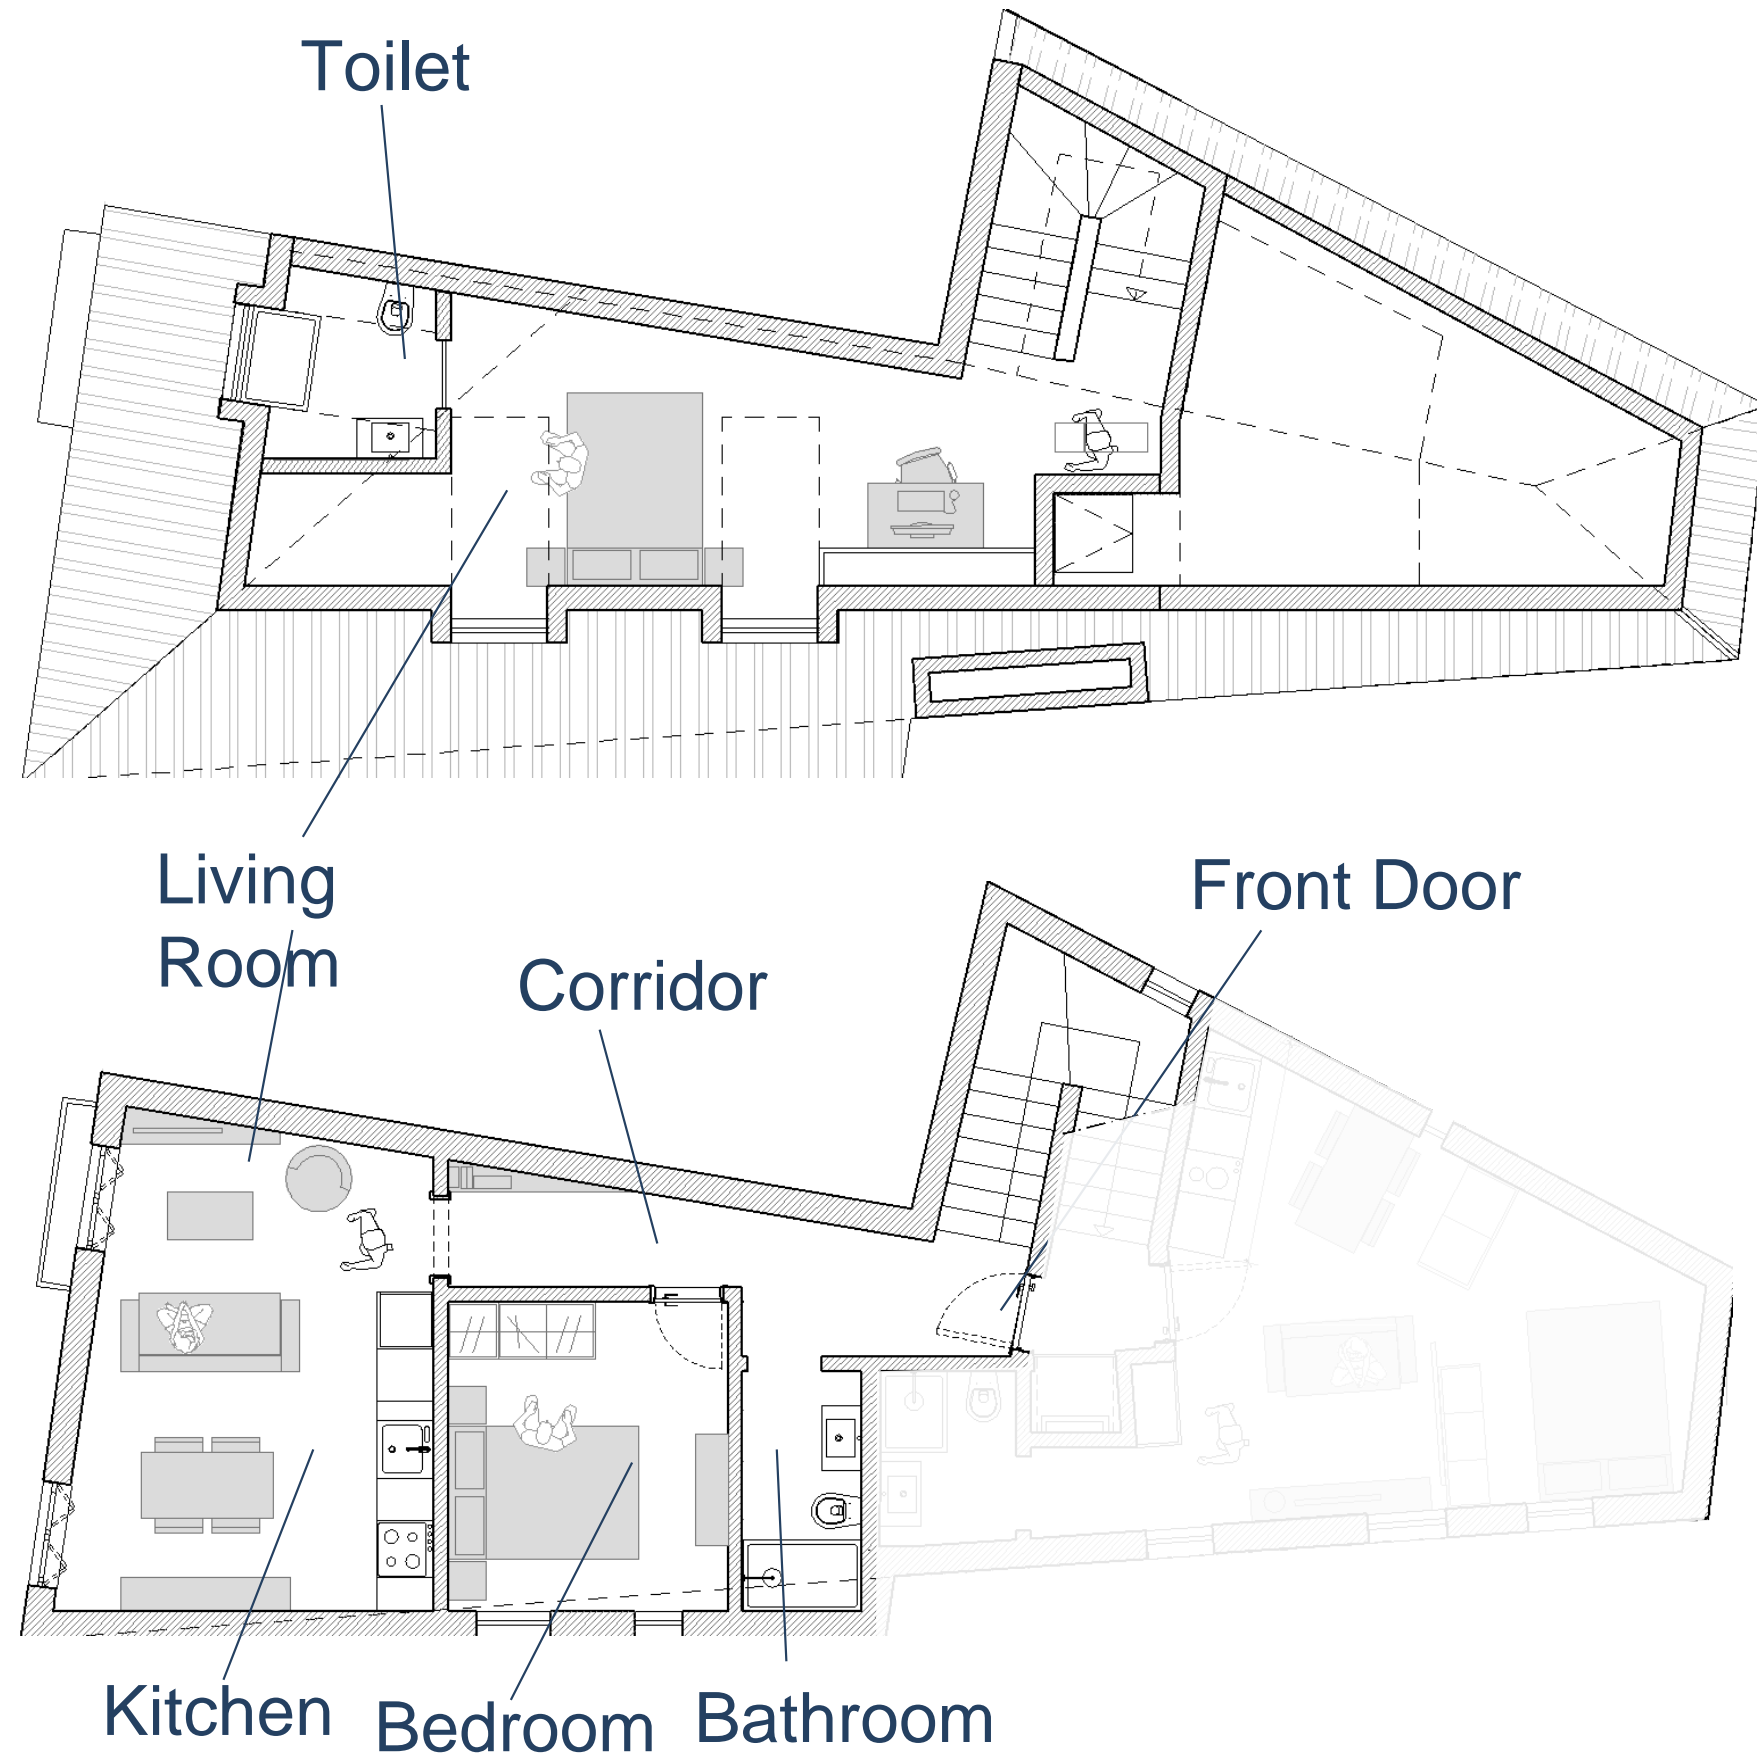 Toilet
Living
Room
Front Door
Corridor
Kitchen
Bedroom
Bathroom